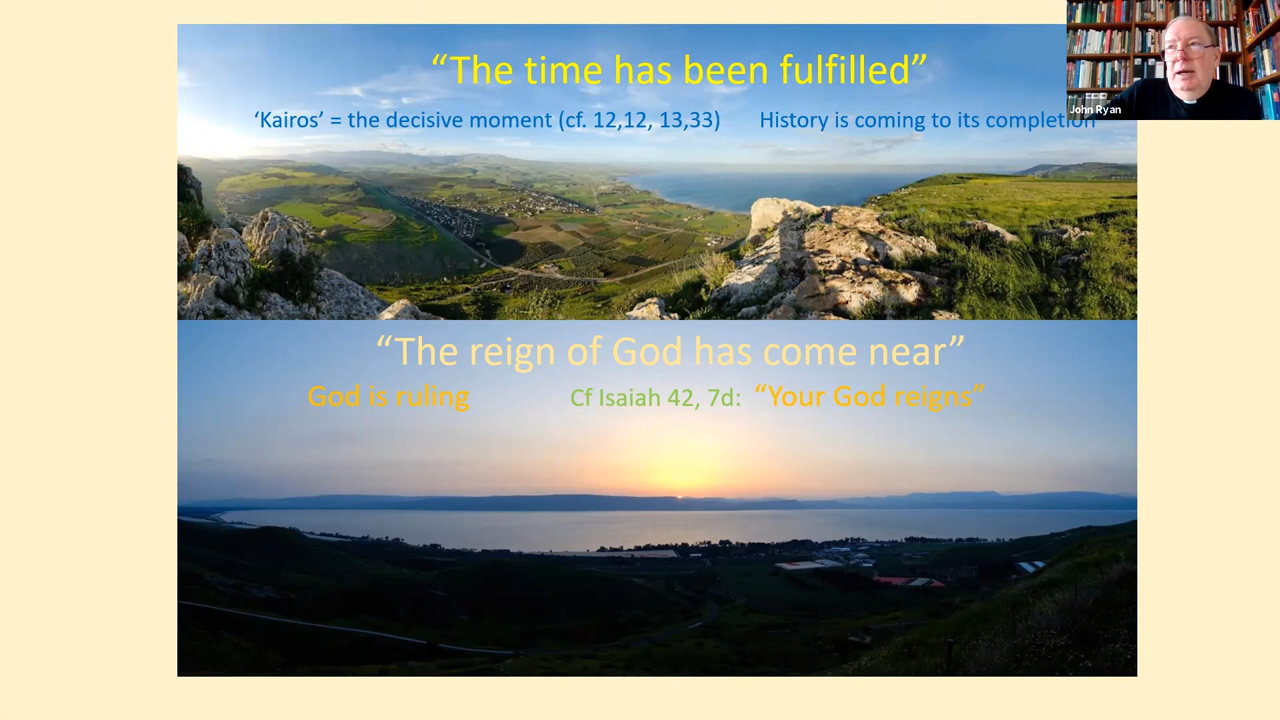 “The time has been fulfilled”
‘Kairos’ = the decisive moment (cf. 12,12, 13,33) History is coming to its completion
John Ryan
“The reign of God has come near”
God is ruling Cf Isaiah 42, 7d: “Your God reigns”